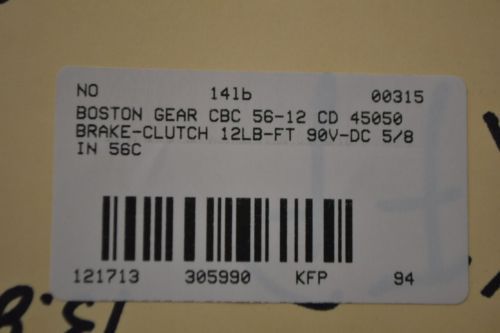 NO 14lb 00315
BOSTON GEAR CBC 56-12 CD 45050
BRAKE-CLUTCH 12LB-FT 90V-DC 5/8
IN 56C
121713 305990 KFP 94